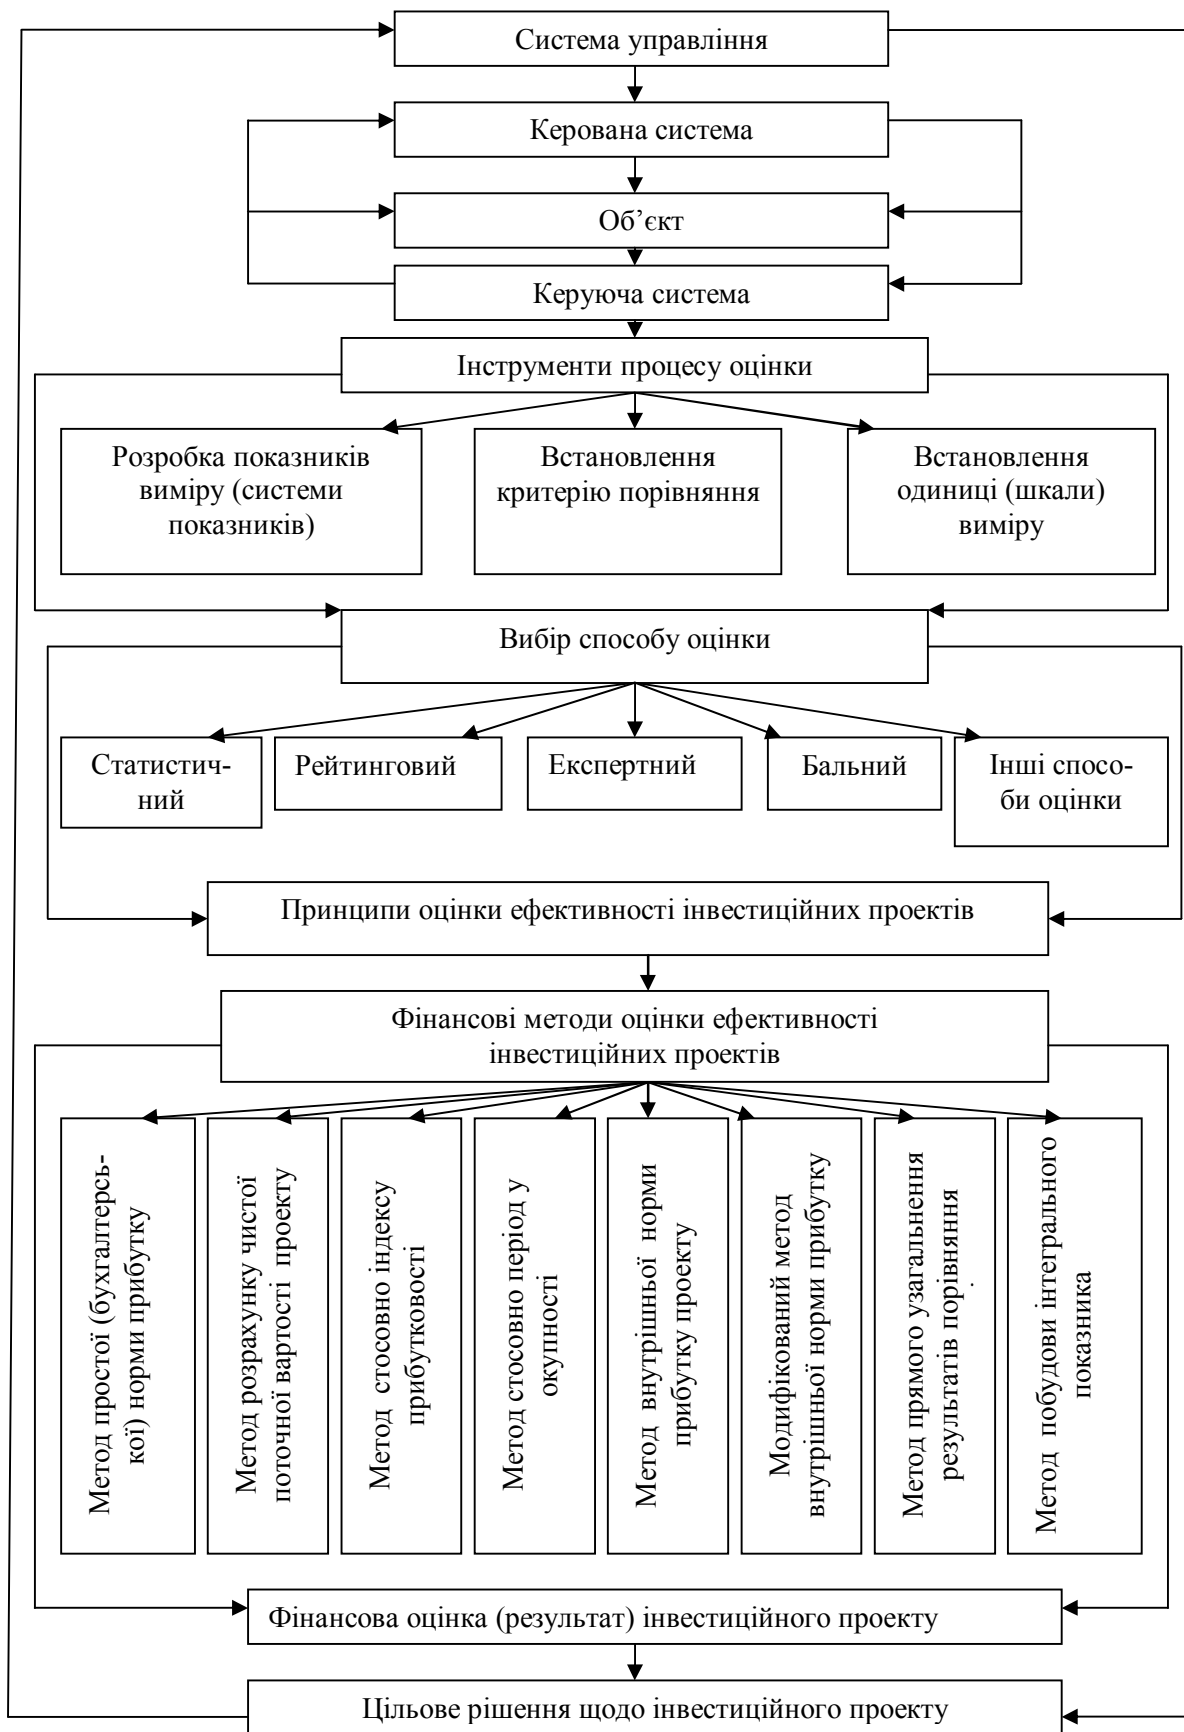 Система управління
Керована система
Об’єкт
Керуюча система
Інструменти процесу оцінки
Розробка показників
виміру (системи
показників)
Встановлення
критерію порівняння
Встановлення
одиниці (шкали)
виміру
Вибір способу оцінки
Статистич-
ний
Рейтинговий
Експертний
Бальний
Інші спосо-
би оцінки
Принципи оцінки ефективності інвестиційних проектів
Фінансові методи оцінки ефективності
інвестиційних проектів
Метод простої (бухгалтерсь-
кої) норми прибутку
Метод розрахунку чистої
поточної вартості проекту
Метод стосовно індексу
прибутковості
Метод стосовно період у
окупності
Метод внутрішньої норми
прибутку проекту
Модифікований метод
внутрішньої норми прибутку
Метод прямого узагальнення
результатів порівняння
Метод побудови інтегрального
показника
Фінансова оцінка (результат) інвестиційного проекту
Цільове рішення щодо інвестиційного проекту